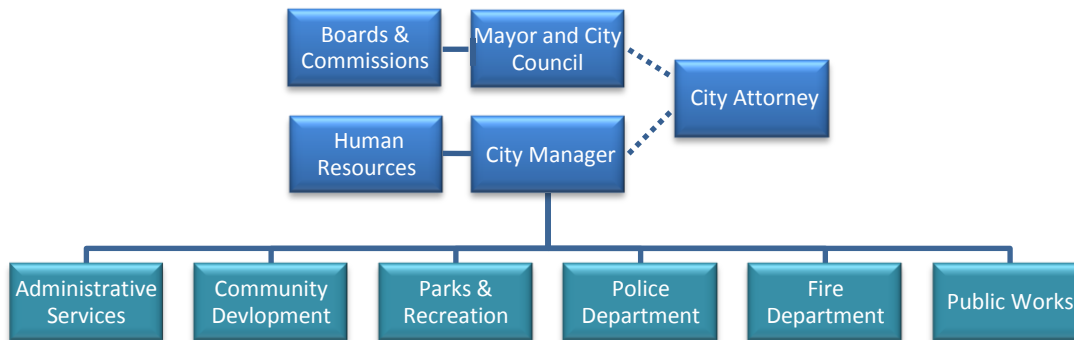 Boards &
Commissions
Mayor and City
Council
City Attorney
Human
Resources
City Manager
Administrative
Services
Community
Devlopment
Parks &
Recreation
Police
Department
Fire
Department
Public Works